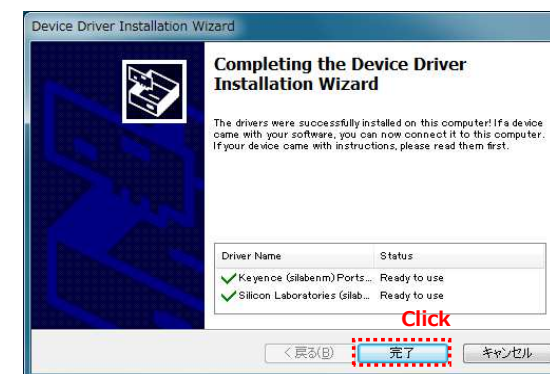 Device Driver Installation Wizard
Completing the Device Driver
Installation Wizard
The drivers were successfully installed on this computer! If a device
came with your software, you can now connect it to this computer.
If your device came with instructions, please read them first.
Driver Name Status
Keyence (silabenm) Ports... Ready to use
Silicon Laboratories (silab... Ready to use
Click
< 戻る(B) 完了 キャンセル